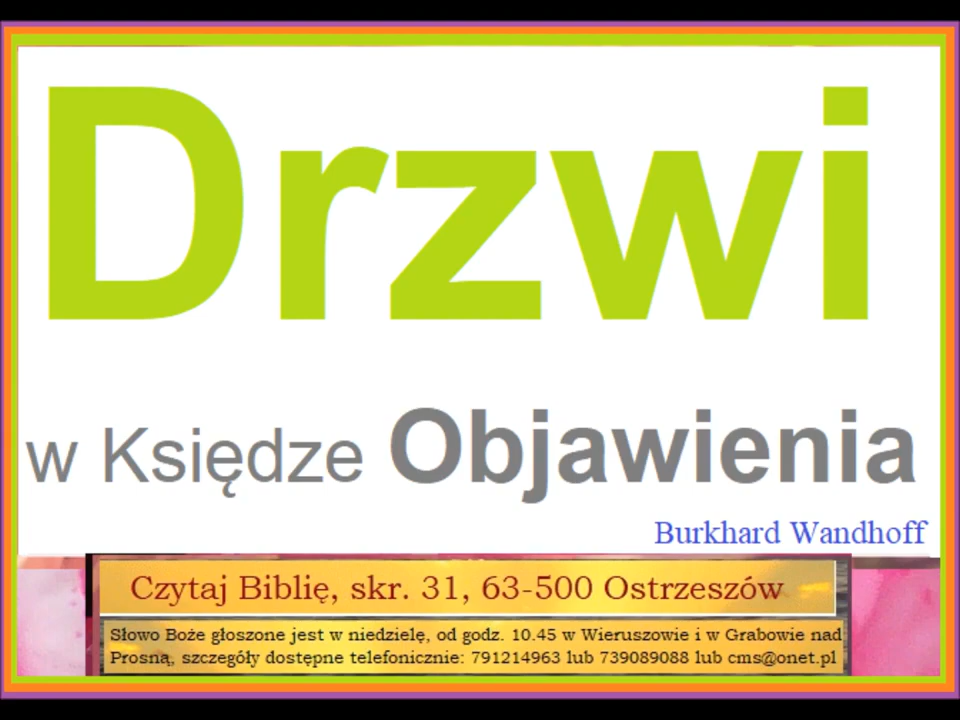 Drzwi
w Księdze Objawienia
Burkhard Wandhoff
Czytaj Biblię, skr. 31, 63-500 Ostrzeszów
Słowo Boże głoszone jest w niedzielę, od godz. 10.45 w Wieruszowie i w Grabowie nad
Prosną, szczegóły dostępne telefonicznie: 791214963 lub 739089088 lub cms@onet.pl